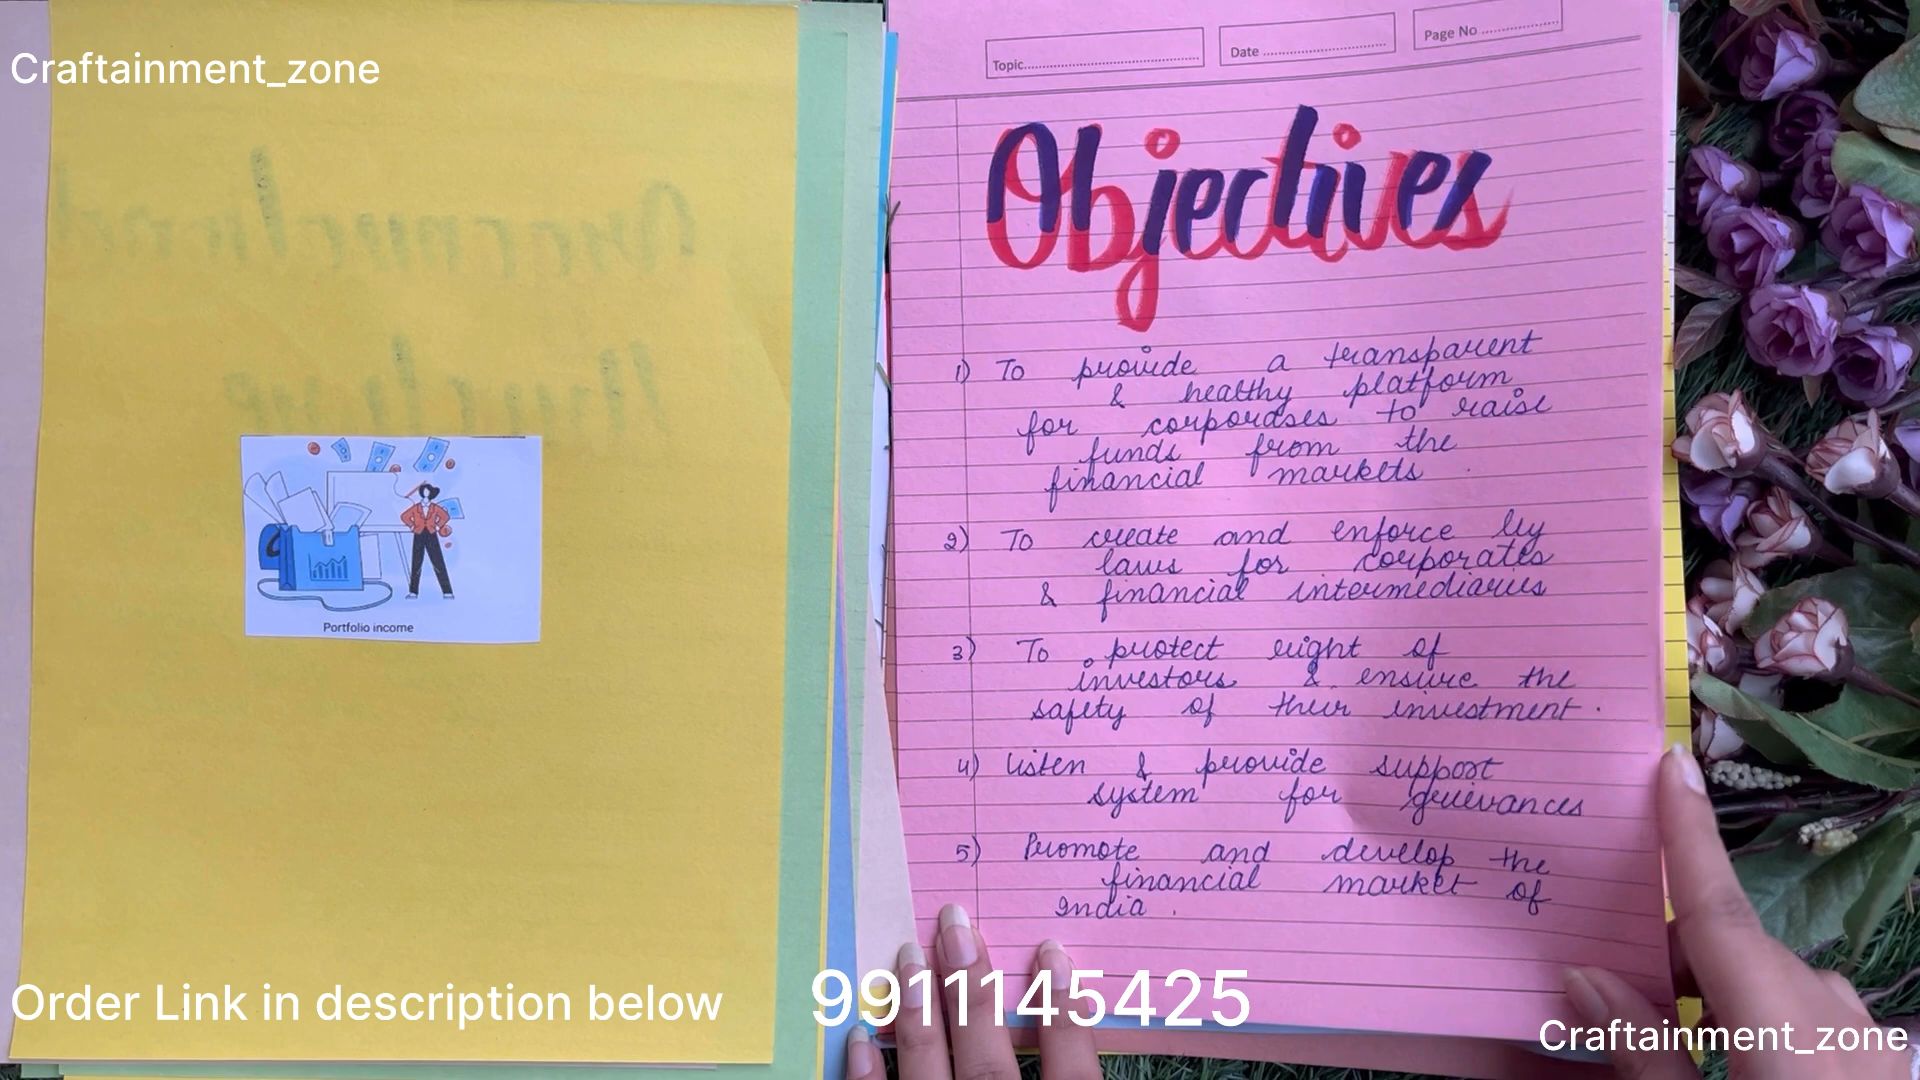 Craftainment_zone
Portfolio income
Order Link in description below
9911145425
Topic
Date
Page No
Objectives
1) To provide a transparent
& healthy platform
for corporases to raise
funds from the
financial markets
2) To create and enforce by
laws for corporates
& financial intermediaries
3) To protect right of
investors & ensure the
safety of their investment.
4) Listen & provide support
system for grievances
5) Promote and develop the
financial market of
India.
Craftainment_zone